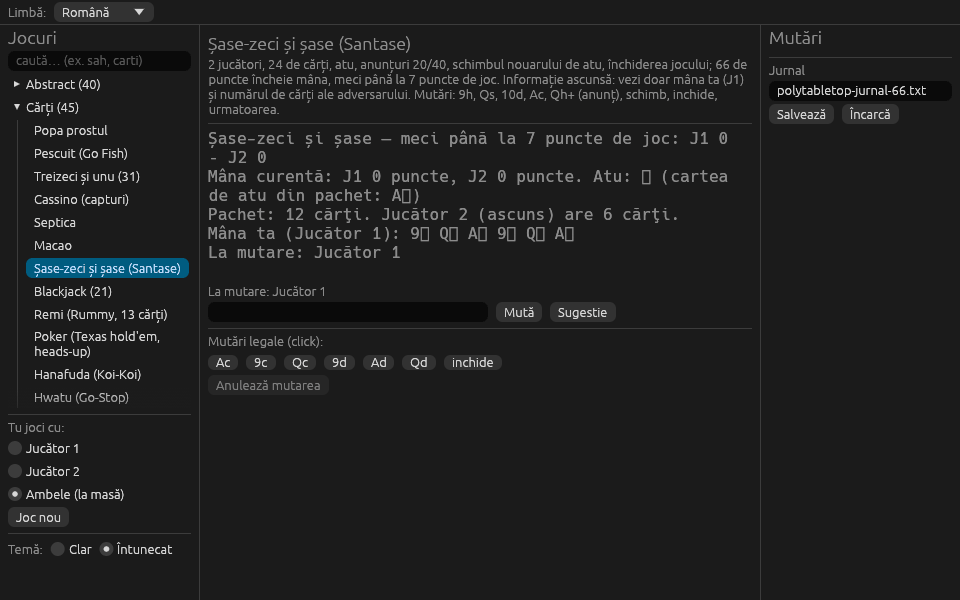 Limbă: Română
Jocuri
caută... (ex. sah, carti)
Abstract (40)
Cărți (45)
Popa prostul
Pescuit (Go Fish)
Treizeci și unu (31)
Cassino (capturi)
Septica
Macao
Șase-zeci și șase (Santase)
Blackjack (21)
Remi (Rummy, 13 cărți)
Poker (Texas hold'em,
heads-up)
Hanafuda (Koi-Koi)
Hwatu (Go-Stop)
Tu joci cu:
Jucător 1
Jucător 2
Ambele (la masă)
Joc nou
Temă: Clar Întunecat
Șase-zeci și șase (Santase)
2 jucători, 24 de cărți, atu, anunțuri 20/40, schimbul nouarului de atu, închiderea jocului; 66 de
puncte încheie mâna, meci până la 7 puncte de joc. Informație ascunsă: vezi doar mâna ta (J1)
și numărul de cărți ale adversarului. Mutări: 9h, Qs, 10d, Ac, Qh+ (anunț), schimb, inchide,
urmatoarea.
Șase-zeci și șase — meci până la 7 puncte de joc: J1 0
- J2 0
Mâna curentă: J1 0 puncte, J2 0 puncte. Atu: □ (cartea
de atu din pachet: A□)
Pachet: 12 cărți. Jucător 2 (ascuns) are 6 cărți.
Mâna ta (Jucător 1): 9□ Q□ A□ 9□ Q□ A□
La mutare: Jucător 1
La mutare: Jucător 1
Mută Sugestie
Mutări legale (click):
Ac 9c Qc 9d Ad Qd inchide
Anulează mutarea
Mutări
Jurnal
polytabletop-jurnal-66.txt
Salvează Încarcă